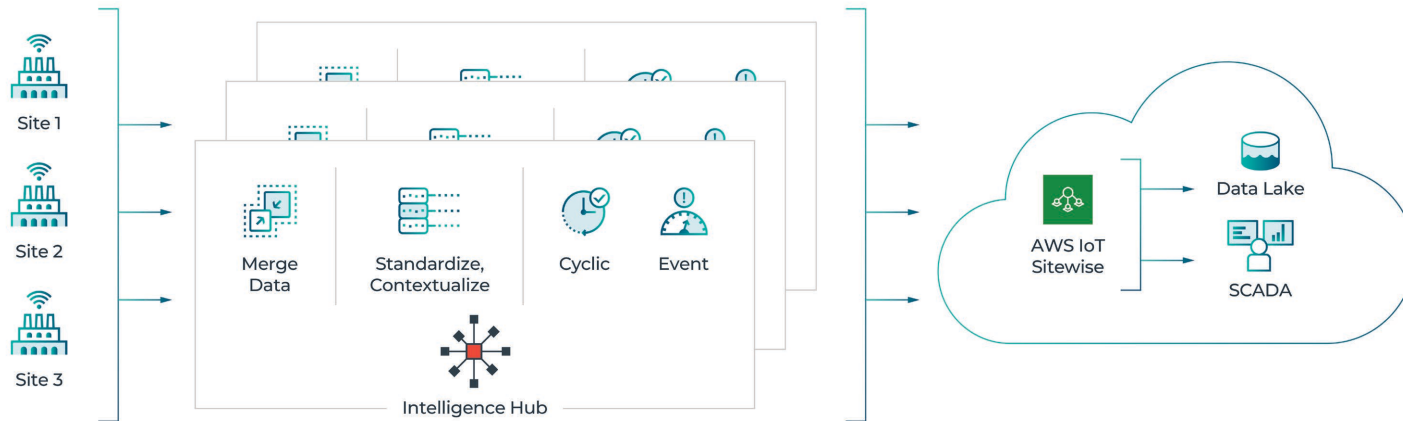 Site 1
Site 2
Site 3
Merge
Data
Standardize,
Contextualize
Cyclic
Event
Intelligence Hub
AWS IoT
Sitewise
Data Lake
SCADA